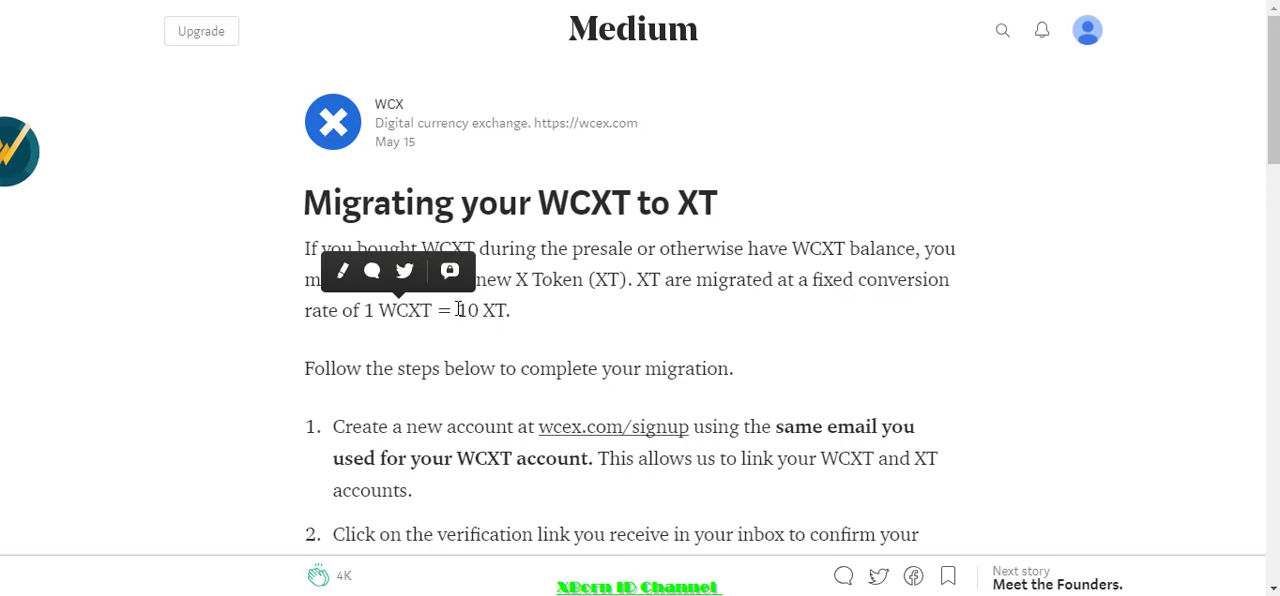 Upgrade
Medium
WCX
Digital currency exchange. https://wcex.com
May 15
Migrating your WCXT to XT
If you bought WCXT during the presale or otherwise have WCXT balance, you
new X Token (XT). XT are migrated at a fixed conversion
rate of 1 WCXT = 10 XT.
Follow the steps below to complete your migration.
1. Create a new account at wcex.com/signup using the same email you
used for your WCXT account. This allows us to link your WCXT and XT
accounts.
2. Click on the verification link you receive in your inbox to confirm your
4K
XBorn ID Channel
Next story
Meet the Founders.